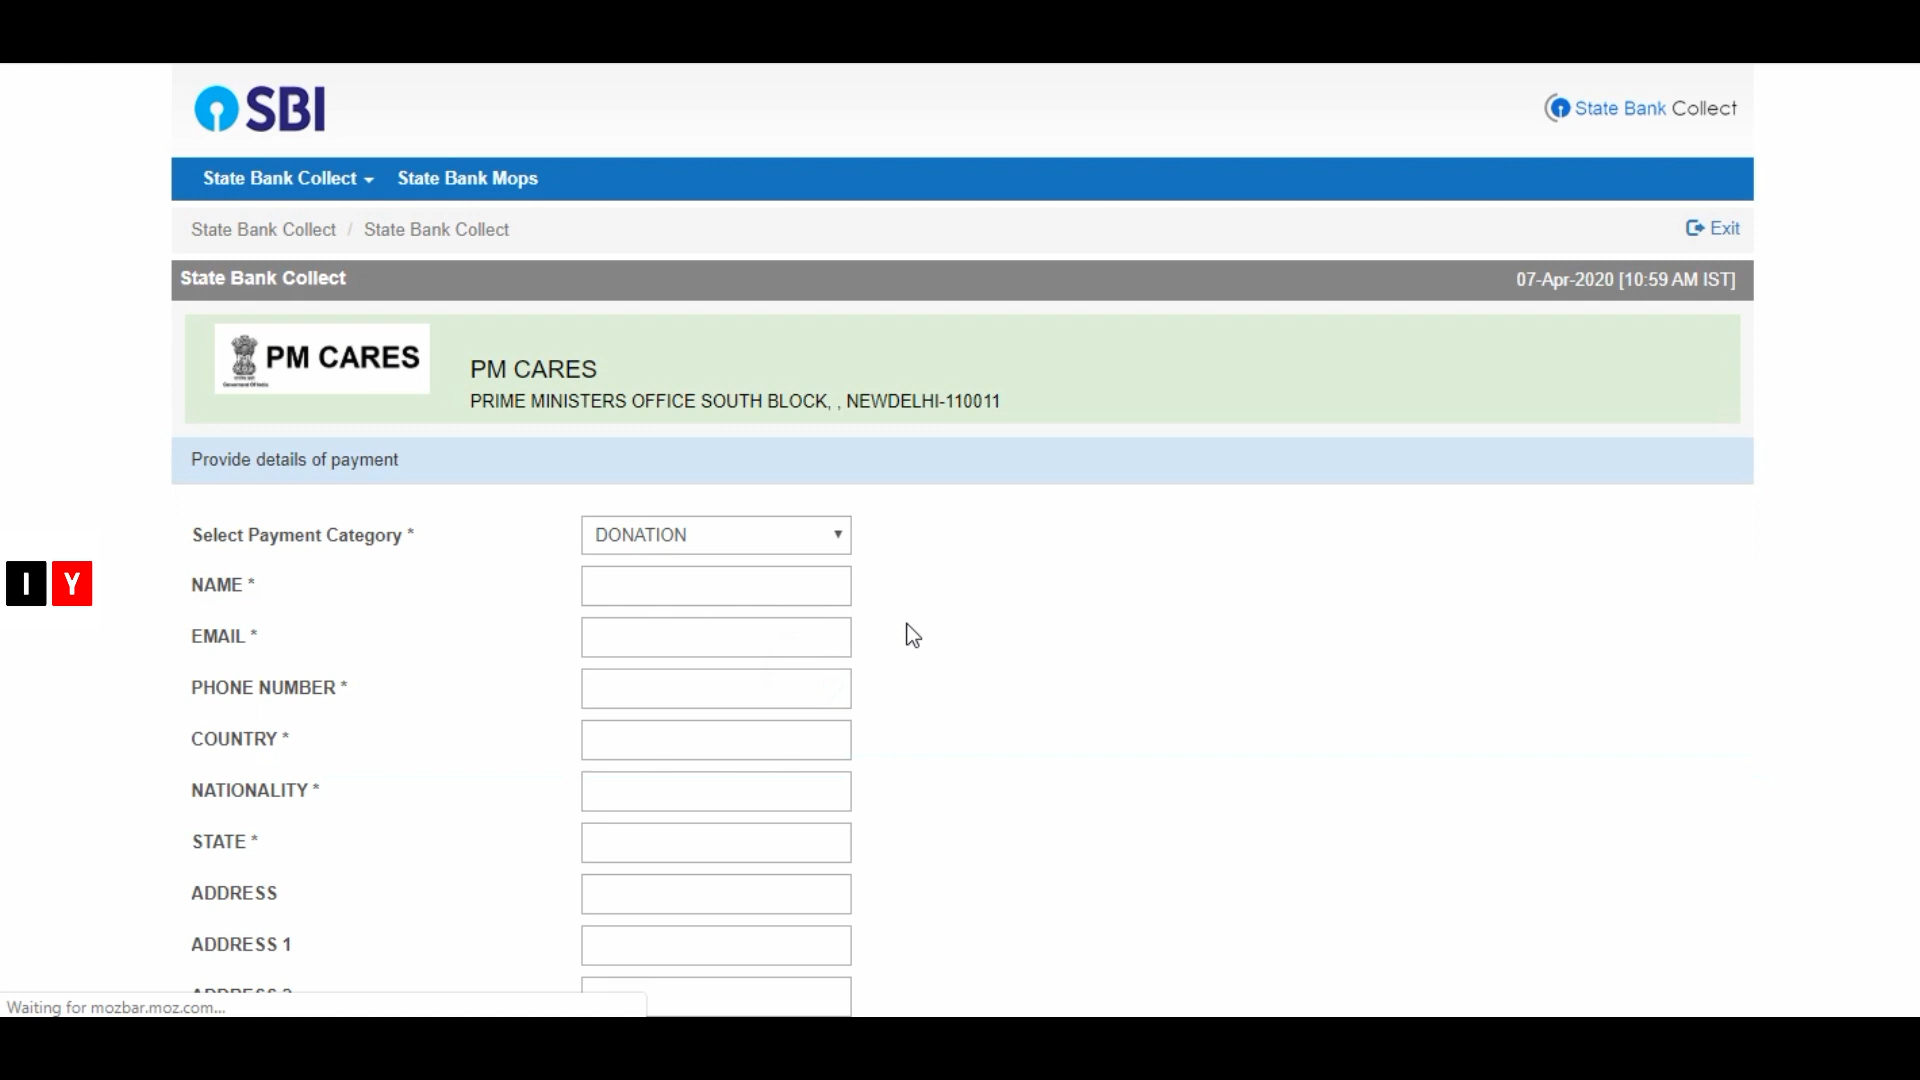 SBI
State Bank Collect
State Bank Collect State Bank Mops
State Bank Collect / State Bank Collect
Exit
State Bank Collect
07-Apr-2020 [10:59 AM IST]
PM CARES
PM CARES
PRIME MINISTERS OFFICE SOUTH BLOCK, , NEWDELHI-110011
Provide details of payment
Select Payment Category *
DONATION
NAME *
I Y
EMAIL *
PHONE NUMBER *
COUNTRY *
NATIONALITY *
STATE *
ADDRESS
ADDRESS 1
Waiting for mozbar.moz.com...